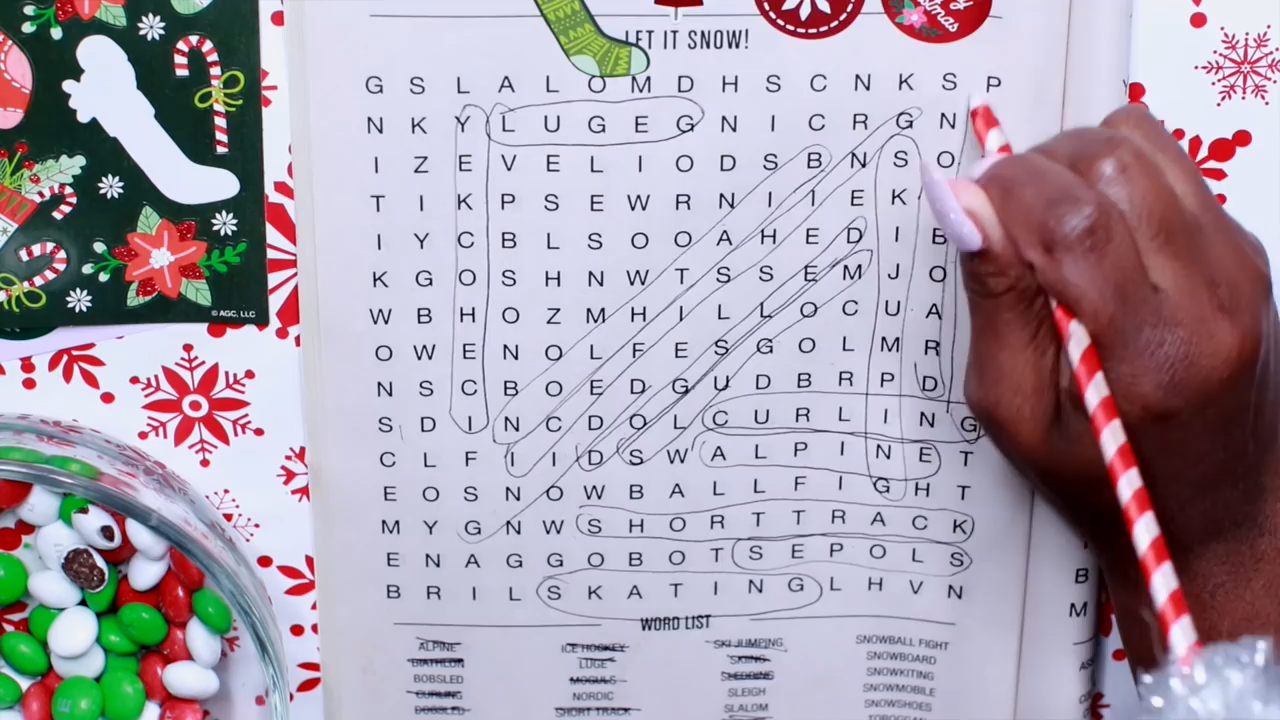 © AGC, LLC
LET IT SNOW!
G S L A L O M D H S C N K S P
N K Y L U G E G N I C R G N
I Z E V E L I O D S B N S O
T I K P S E W R N I I E K
I Y C B L S O O A H E D I B
K G O S H N W T S S E M J O
W B H O Z M H I L L O C U A
O W E N O L F E S G O L M R
N S C B O E D G U D B R P D
S D I N C D O L C U R L I N G
C L F I I D S W A L P I N E T
E O S N O W B A L L F I G H T
M Y G N W S H O R T T R A C K
E N A G G O B O T S E P O L S
B R I L S K A T I N G L H V N
WORD LIST
ALPINE ICE HOCKEY SKI JUMPING SNOWBALL FIGHT
BIATHLON LUGE SKIING SNOWBOARD
BOBSLED MOGULS SLEDDING SNOWKITING
CURLING NORDIC SLEIGH SNOWMOBILE
DOGSLED SHORT TRACK SLALOM SNOWSHOES
B
M